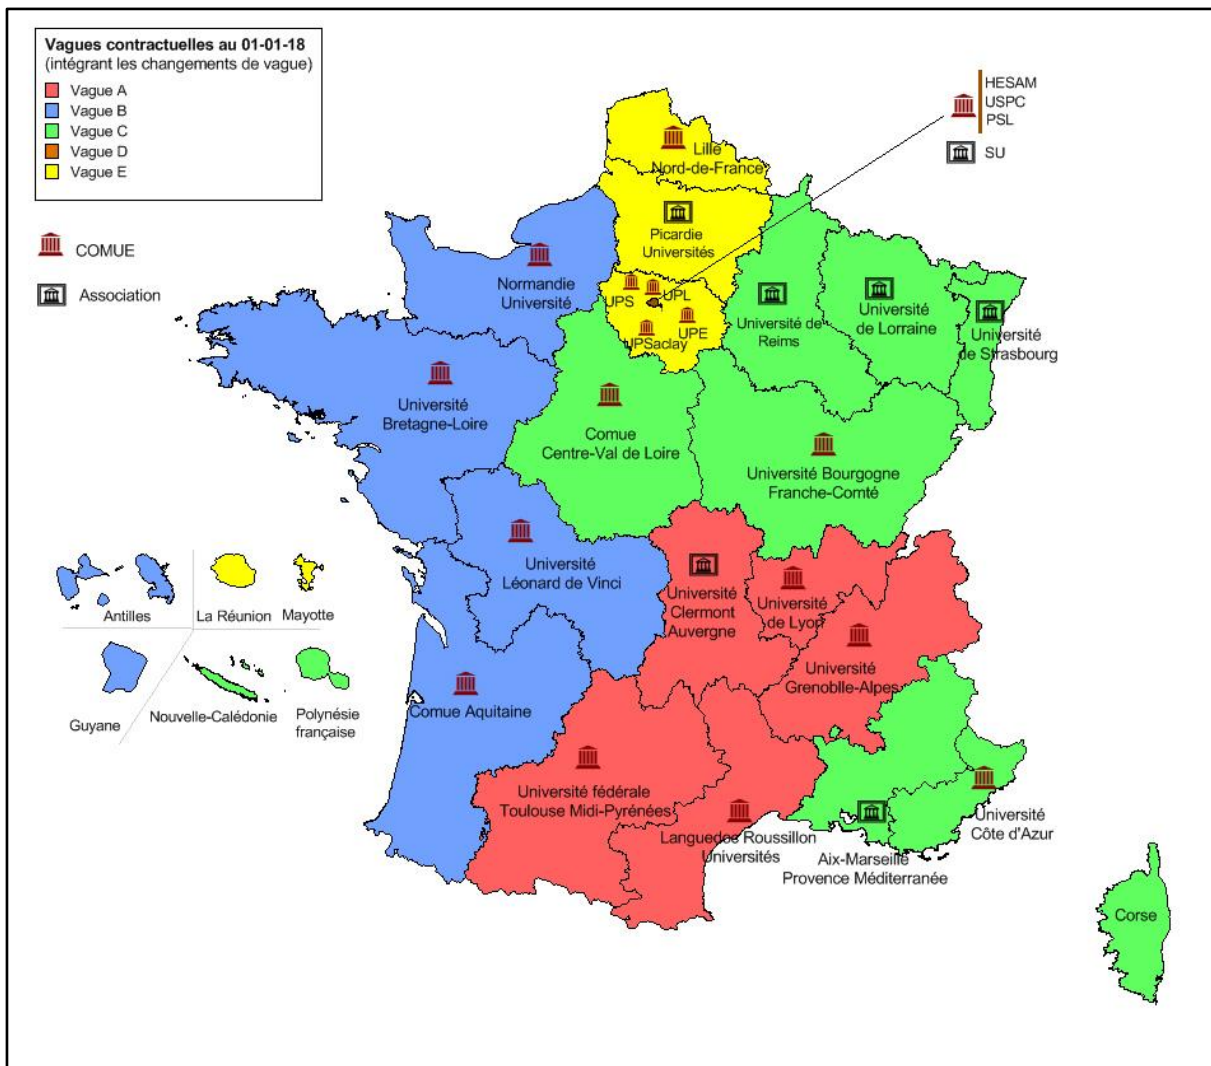 Vagues contractuelles au 01-01-18
(intégrant les changements de vague)
Vague A
Vague B
Vague C
Vague D
Vague E
COMUE
Association
HESAM
USPC
PSL
SU
Lille
Nord-de-France
Picardie
Universités
Normandie
Université
UPS
UPL
UPE
UPSaclay
Université de
Reims
Université
de Lorraine
Université
de Strasbourg
Université
Bretagne-Loire
Comue
Centre-Val de Loire
Université Bourgogne
Franche-Comté
Université
Léonard de Vinci
Université
Clermont
Auvergne
Université
de Lyon
Université
Grenoblle-Alpes
Antilles
La Réunion
Mayotte
Guyane
Nouvelle-Calédonie
Polynésie
française
Comue Aquitaine
Université fédérale
Toulouse Midi-Pyrénées
Languedos Roussillon
Universités
Aix-Marseille
Provence Méditerranée
Université
Côte d'Azur
Corse